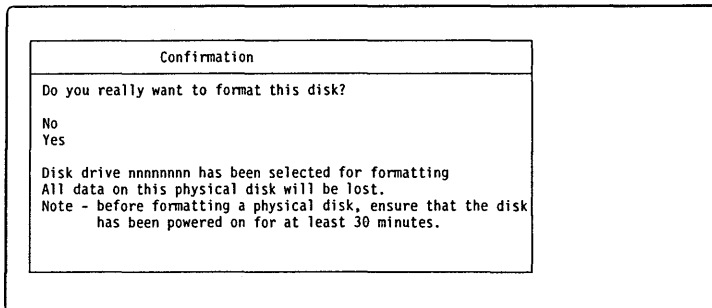 Confirmation
Do you really want to format this disk?
No
Yes
Disk drive nnnnnnnn has been selected for formatting
All data on this physical disk will be lost.
Note - before formatting a physical disk, ensure that the disk
has been powered on for at least 30 minutes.